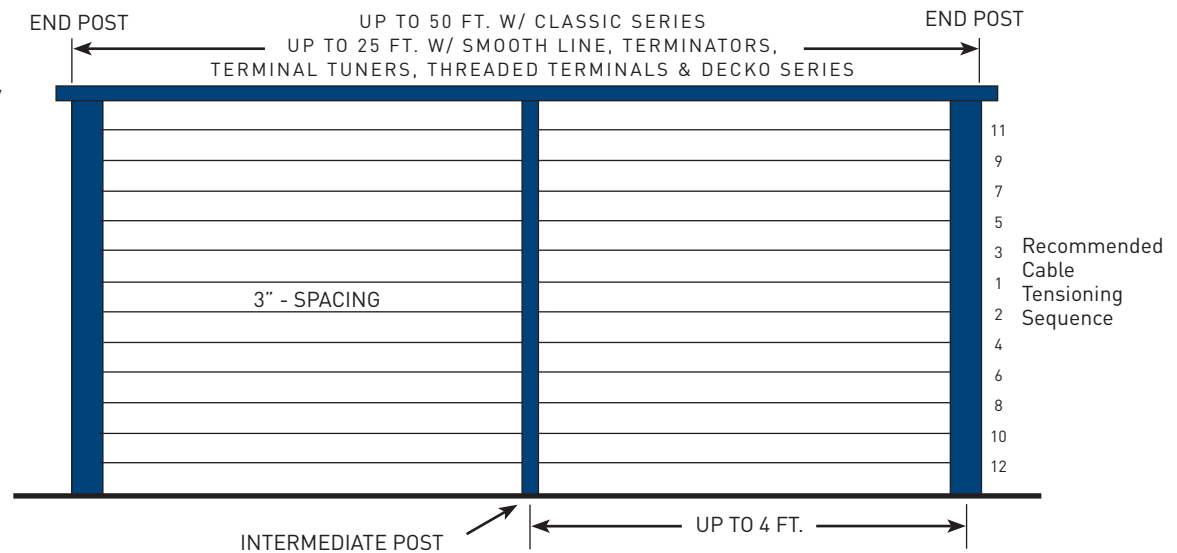 END POST
UP TO 50 FT. W/ CLASSIC SERIES
END POST
UP TO 25 FT. W/ SMOOTH LINE, TERMINATORS,
TERMINAL TUNERS, THREADED TERMINALS & DECKO SERIES
11
9
7
5
3
1
2
4
6
8
10
12
Recommended
Cable
Tensioning
Sequence
3” - SPACING
UP TO 4 FT.
INTERMEDIATE POST